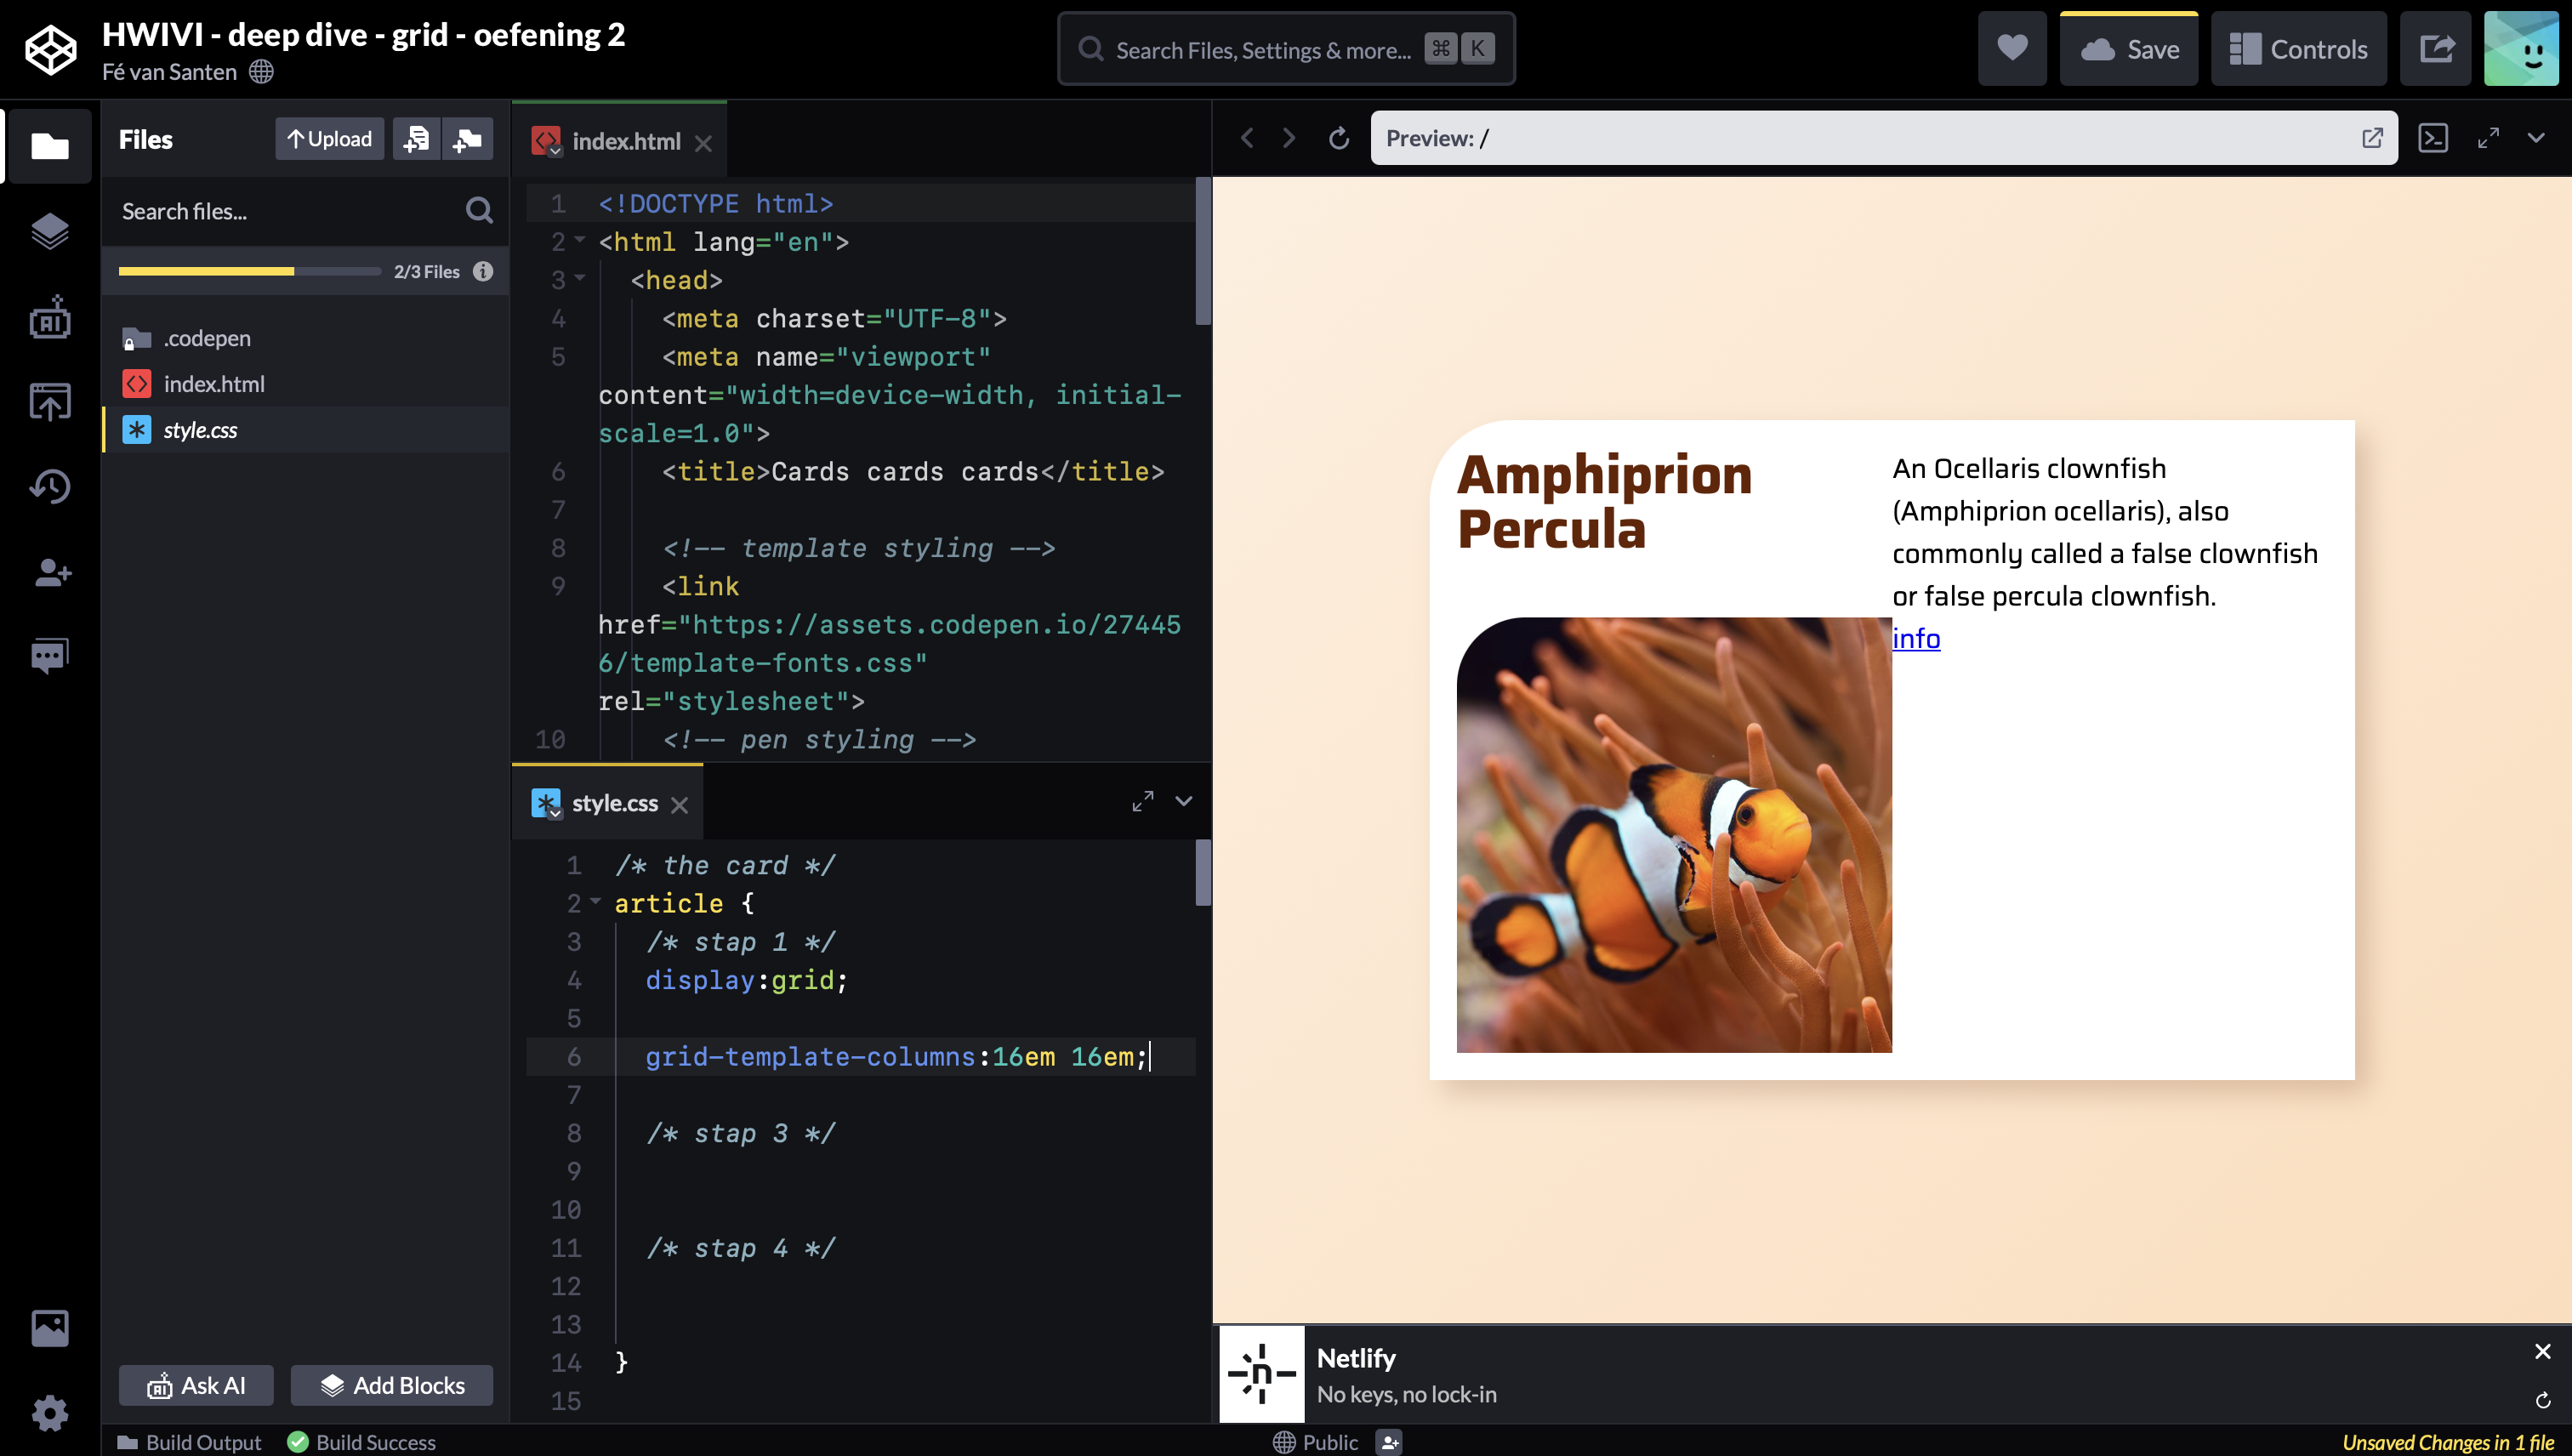 HWIVI - deep dive - grid - oefening 2
Fé van Santen
Search Files, Settings & more... ⌘ K
Save
Controls
Files
Upload
Search files...
2/3 Files
.codepen
index.html
style.css
Ask AI
Add Blocks
index.html
1 <!DOCTYPE html>
2 <html lang="en">
3 <head>
4 <meta charset="UTF-8">
5 <meta name="viewport"
content="width=device-width, initial-
scale=1.0">
6 <title>Cards cards cards</title>
7
8 <!-- template styling -->
9 <link
href="https://assets.codepen.io/27445
6/template-fonts.css"
rel="stylesheet">
10 <!-- pen styling -->
style.css
1 /* the card */
2 article {
3 /* stap 1 */
4 display:grid;
5
6 grid-template-columns:16em 16em;
7
8 /* stap 3 */
9
10
11 /* stap 4 */
12
13
14 }
15
Preview: /
Amphiprion
Percula
An Ocellaris clownfish
(Amphiprion ocellaris), also
commonly called a false clownfish
or false percula clownfish.
info
n
Netlify
No keys, no lock-in
Build Output
Build Success
Public
Unsaved Changes in 1 file